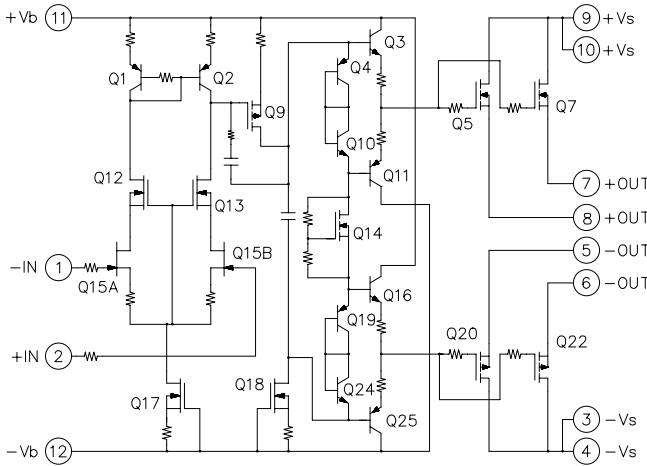 +Vb 11
Q3
9 +Vs
Q4
10 +Vs
Q1
Q2
Q9
Q5
Q7
Q10
Q11
Q12
Q13
7 +OUT
8 +OUT
Q14
Q15B
5 -OUT
-IN 1
Q15A
6 -OUT
Q16
Q19
Q20
Q22
+IN 2
Q18
Q24
Q17
Q25
3 -Vs
-Vb 12
4 -Vs